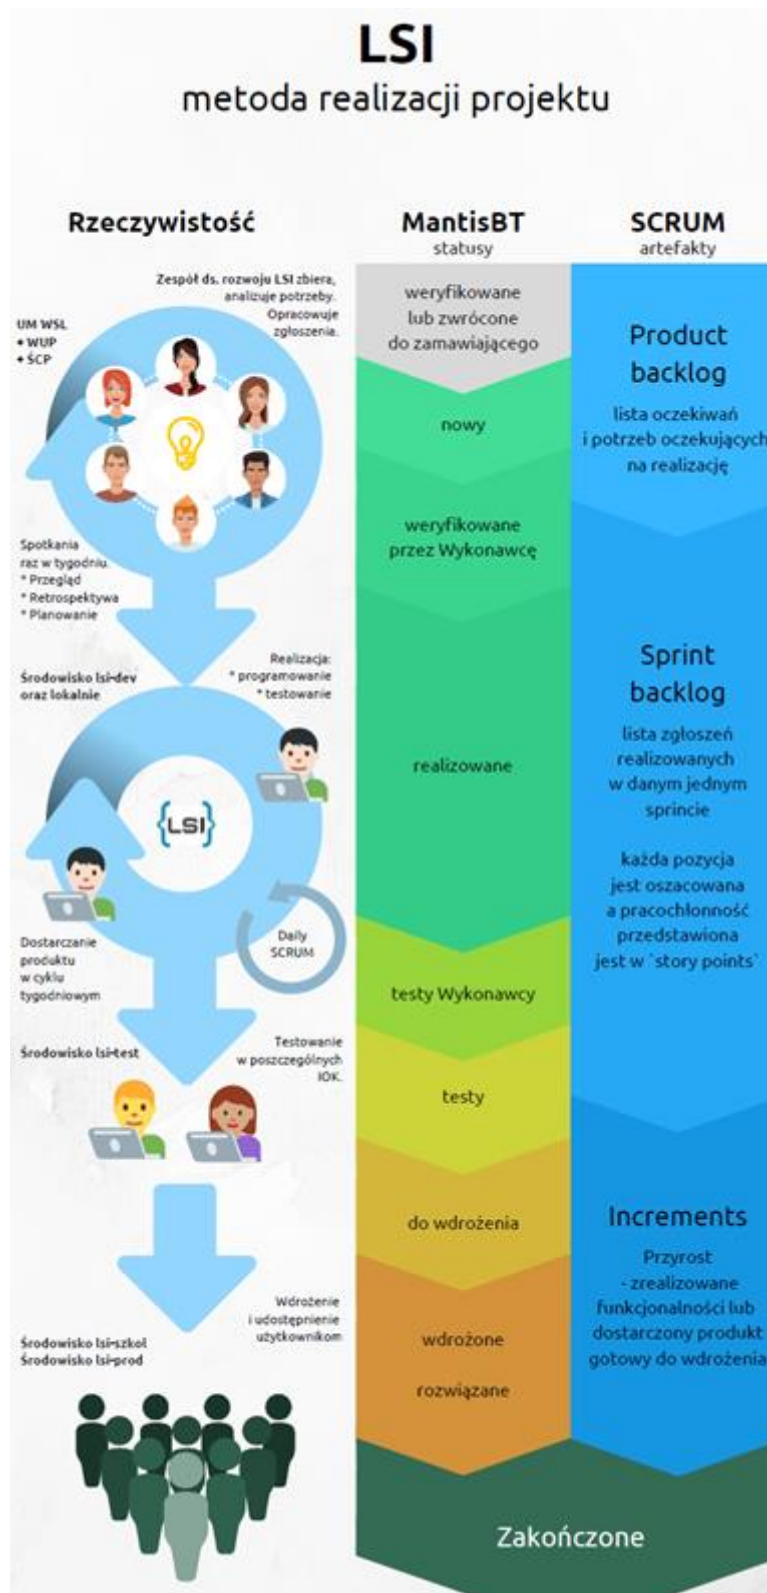 LSI
metoda realizacji projektu
Rzeczywistość
Zespół ds. rozwoju LSI zbiera,
analizuje potrzeby.
Opracowuje
zgłoszenia.
UM WSL
+ WUP
+ ŚCP
Spotkania
raz w tygodniu.
* Przegląd
* Retrospektywa
* Planowanie
Realizacja:
* programowanie
* testowanie
Środowisko lsi-dev
oraz lokalnie
{LSI}
Daily
SCRUM
Dostarczanie
produktu
w cyklu
tygodniowym
Testowanie
w poszczególnych
IOK.
Środowisko lsi-test
Wdrożenie
i udostępnienie
użytkownikom
Środowisko lsi-szkol
Środowisko lsi-prod
MantisBT
statusy
weryfikowane
lub zwrócone
do zamawiającego
nowy
weryfikowane
przez Wykonawcę
realizowane
testy Wykonawcy
testy
do wdrożenia
wdrożone
rozwiązane
SCRUM
artefakty
Product
backlog
lista oczekiwań
i potrzeb oczekujących
na realizację
Sprint
backlog
lista zgłoszeń
realizowanych
w danym jednym
sprincie
każda pozycja
jest oszacowana
a pracochłonność
przedstawiona
jest w `story points`
Increments
Przyrost
- zrealizowane
funkcjonalności lub
dostarczony produkt
gotowy do wdrożenia
Zakończone